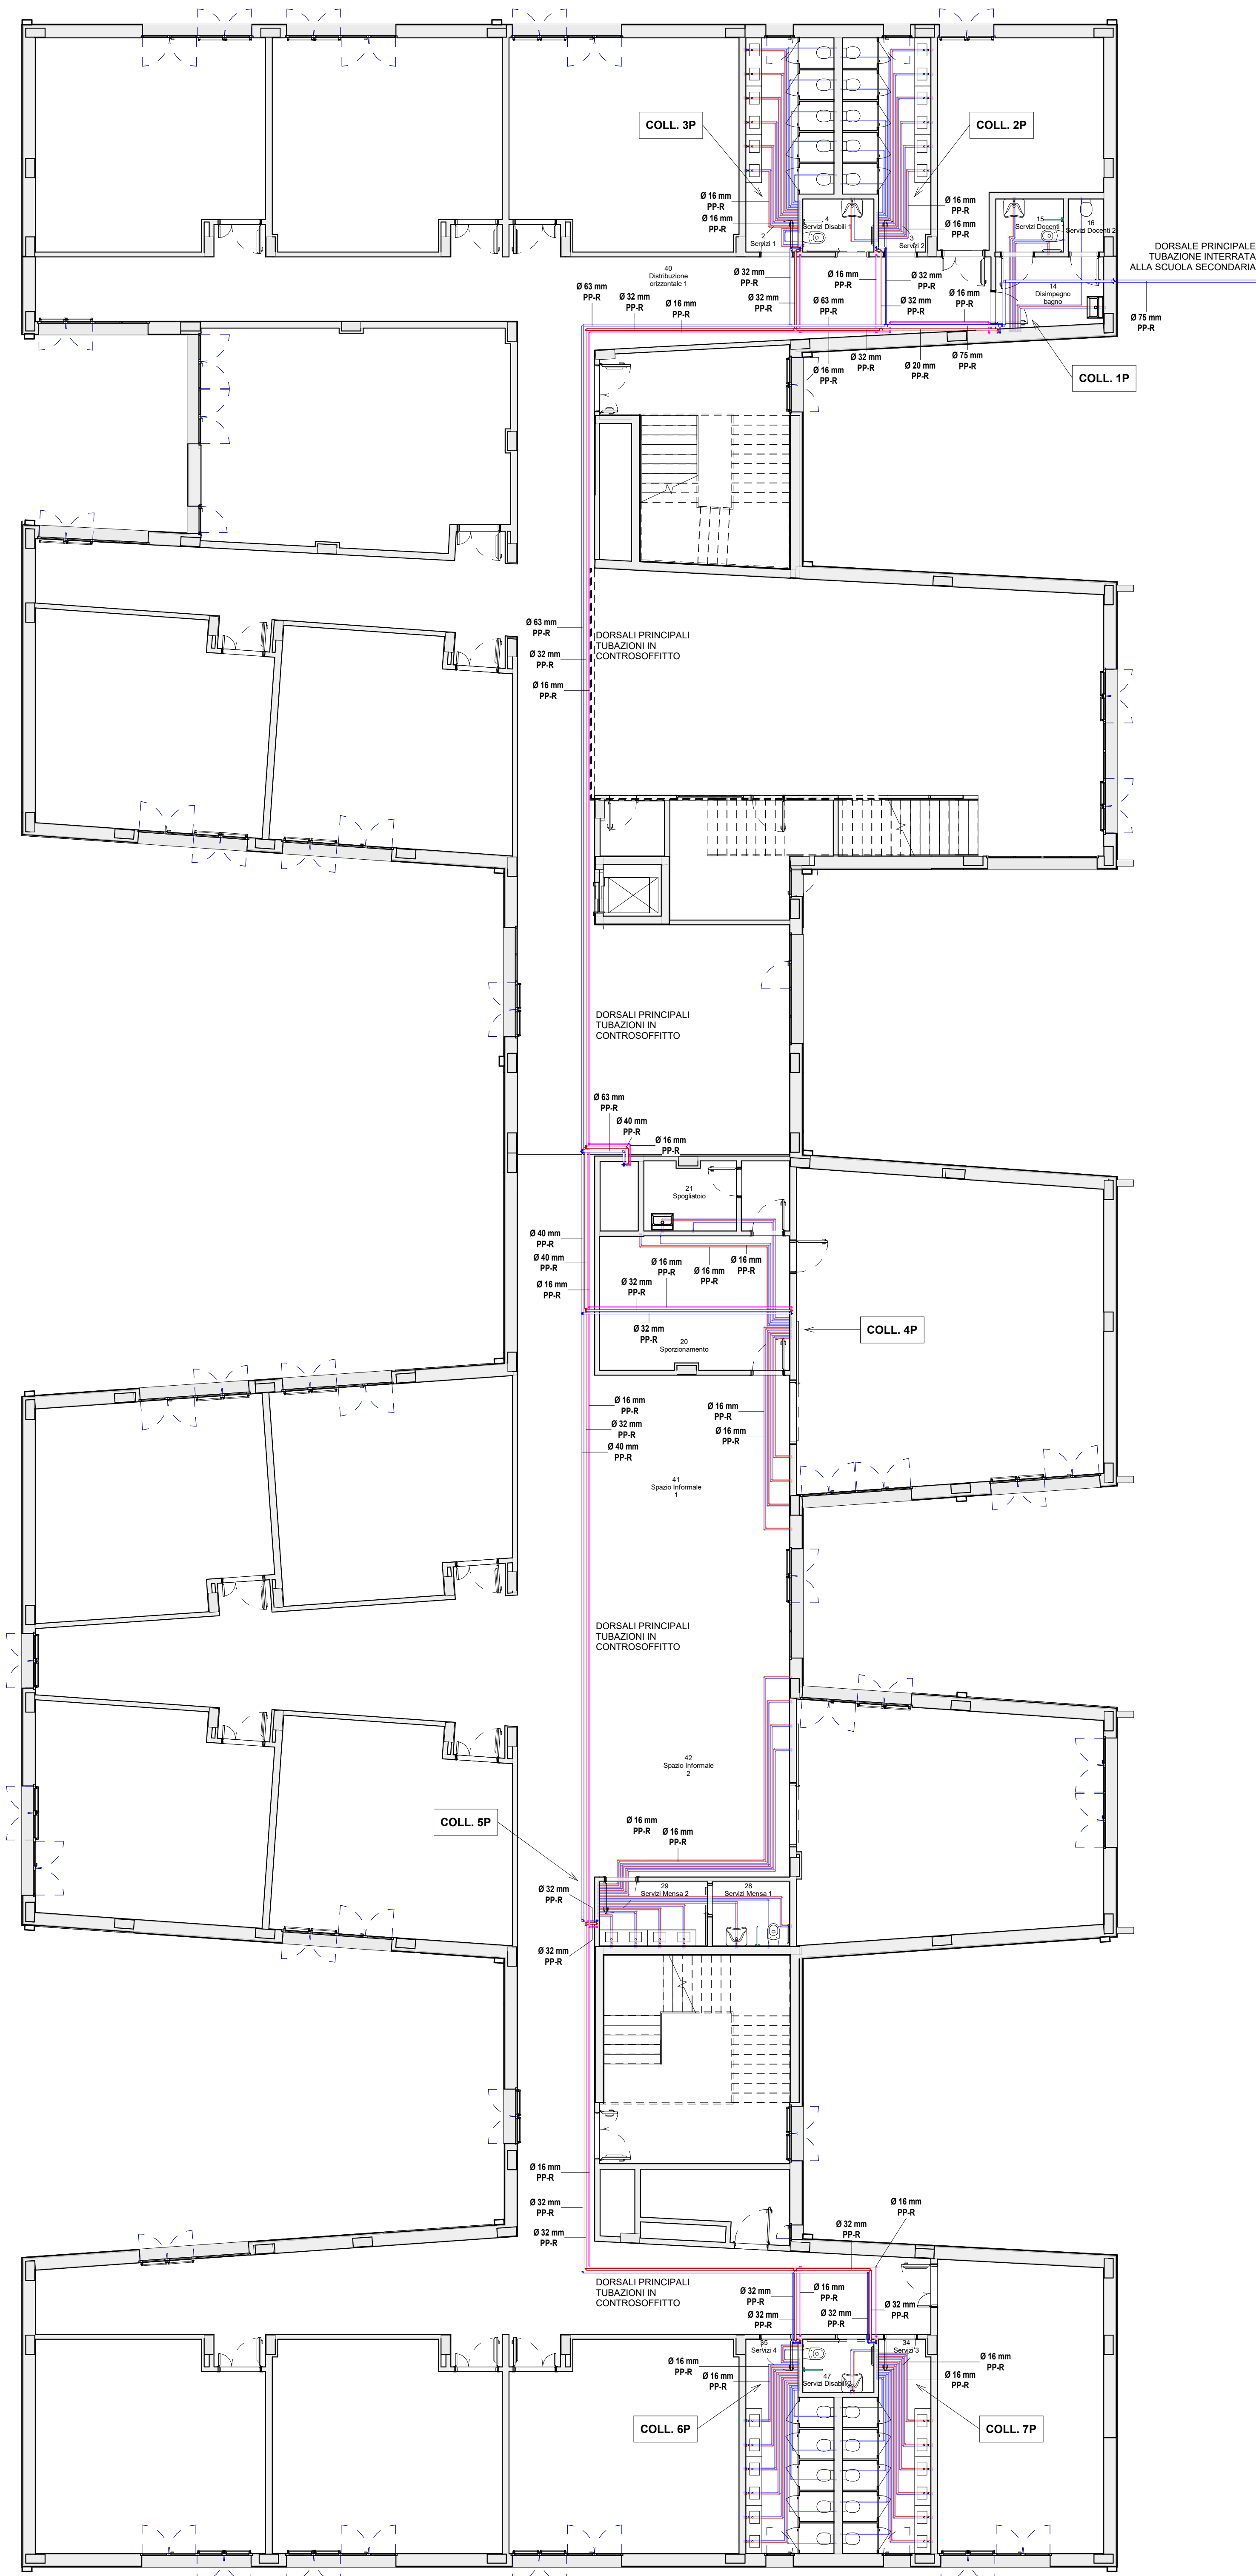 COLL. 3P
COLL. 2P
Ø 16 mm
PP-R
Ø 16 mm
PP-R
4
Servizi Disabili 1
2
Servizi 1
3
Servizi 2
Ø 16 mm
PP-R
Ø 16 mm
PP-R
15
Servizi Docenti 1
16
Servizi Docenti 2
DORSALE PRINCIPALE
TUBAZIONE INTERRATA
ALLA SCUOLA SECONDARIA
40
Distribuzione
orizzontale 1
Ø 63 mm
PP-R
Ø 32 mm
PP-R
Ø 16 mm
PP-R
Ø 32 mm
PP-R
Ø 32 mm
PP-R
Ø 16 mm
PP-R
Ø 63 mm
PP-R
Ø 32 mm
PP-R
Ø 32 mm
PP-R
Ø 16 mm
PP-R
14
Disimpegno
bagno
Ø 75 mm
PP-R
Ø 16 mm
PP-R
Ø 32 mm
PP-R
Ø 20 mm
PP-R
Ø 75 mm
PP-R
COLL. 1P
Ø 63 mm
PP-R
Ø 32 mm
PP-R
Ø 16 mm
PP-R
DORSALI PRINCIPALI
TUBAZIONI IN
CONTROSOFFITTO
DORSALI PRINCIPALI
TUBAZIONI IN
CONTROSOFFITTO
Ø 63 mm
PP-R
Ø 40 mm
PP-R
Ø 16 mm
PP-R
21
Spogliatoio
Ø 40 mm
PP-R
Ø 40 mm
PP-R
Ø 16 mm
PP-R
Ø 16 mm
PP-R
Ø 16 mm
PP-R
Ø 16 mm
PP-R
Ø 32 mm
PP-R
Ø 32 mm
PP-R
20
Sporzionamento
COLL. 4P
Ø 16 mm
PP-R
Ø 32 mm
PP-R
Ø 40 mm
PP-R
Ø 16 mm
PP-R
Ø 16 mm
PP-R
41
Spazio Informale
1
DORSALI PRINCIPALI
TUBAZIONI IN
CONTROSOFFITTO
42
Spazio Informale
2
COLL. 5P
Ø 16 mm
PP-R
Ø 16 mm
PP-R
Ø 32 mm
PP-R
29
Servizi Mensa 2
28
Servizi Mensa 1
Ø 32 mm
PP-R
Ø 16 mm
PP-R
Ø 32 mm
PP-R
Ø 32 mm
PP-R
Ø 16 mm
PP-R
Ø 32 mm
PP-R
DORSALI PRINCIPALI
TUBAZIONI IN
CONTROSOFFITTO
Ø 32 mm
PP-R
Ø 16 mm
PP-R
Ø 32 mm
PP-R
Ø 32 mm
PP-R
Ø 32 mm
PP-R
35
Servizi 4
34
Servizi 3
Ø 16 mm
PP-R
Ø 16 mm
PP-R
47
Servizi Disabili 2
Ø 16 mm
PP-R
Ø 16 mm
PP-R
COLL. 6P
COLL. 7P